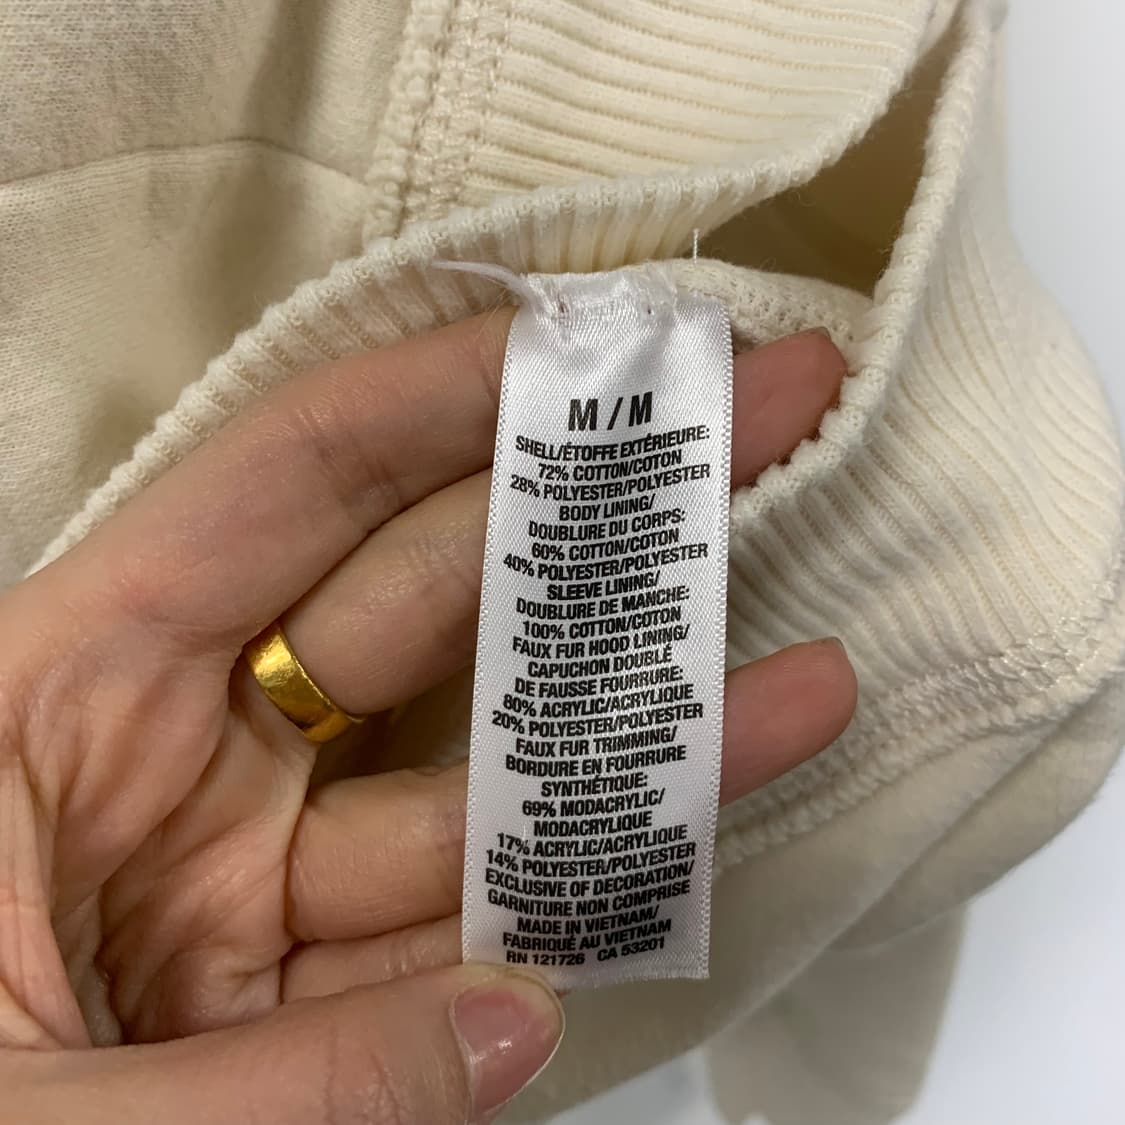 M / M
SHELL/ÉTOFFE EXTÉRIEURE:
72% COTTON/COTON
28% POLYESTER/POLYESTER
BODY LINING/
DOUBLURE DU CORPS:
60% COTTON/COTON
40% POLYESTER/POLYESTER
SLEEVE LINING/
DOUBLURE DE MANCHE:
100% COTTON/COTON
FAUX FUR HOOD LINING/
CAPUCHON DOUBLÉ
DE FAUSSE FOURRURE:
80% ACRYLIC/ACRYLIQUE
20% POLYESTER/POLYESTER
FAUX FUR TRIMMING/
BORDURE EN FOURRURE
SYNTHÉTIQUE:
69% MODACRYLIC/
MODACRYLIQUE
17% ACRYLIC/ACRYLIQUE
14% POLYESTER/POLYESTER
EXCLUSIVE OF DECORATION/
GARNITURE NON COMPRISE
MADE IN VIETNAM/
FABRIQUÉ AU VIETNAM
RN 121726 CA 53201